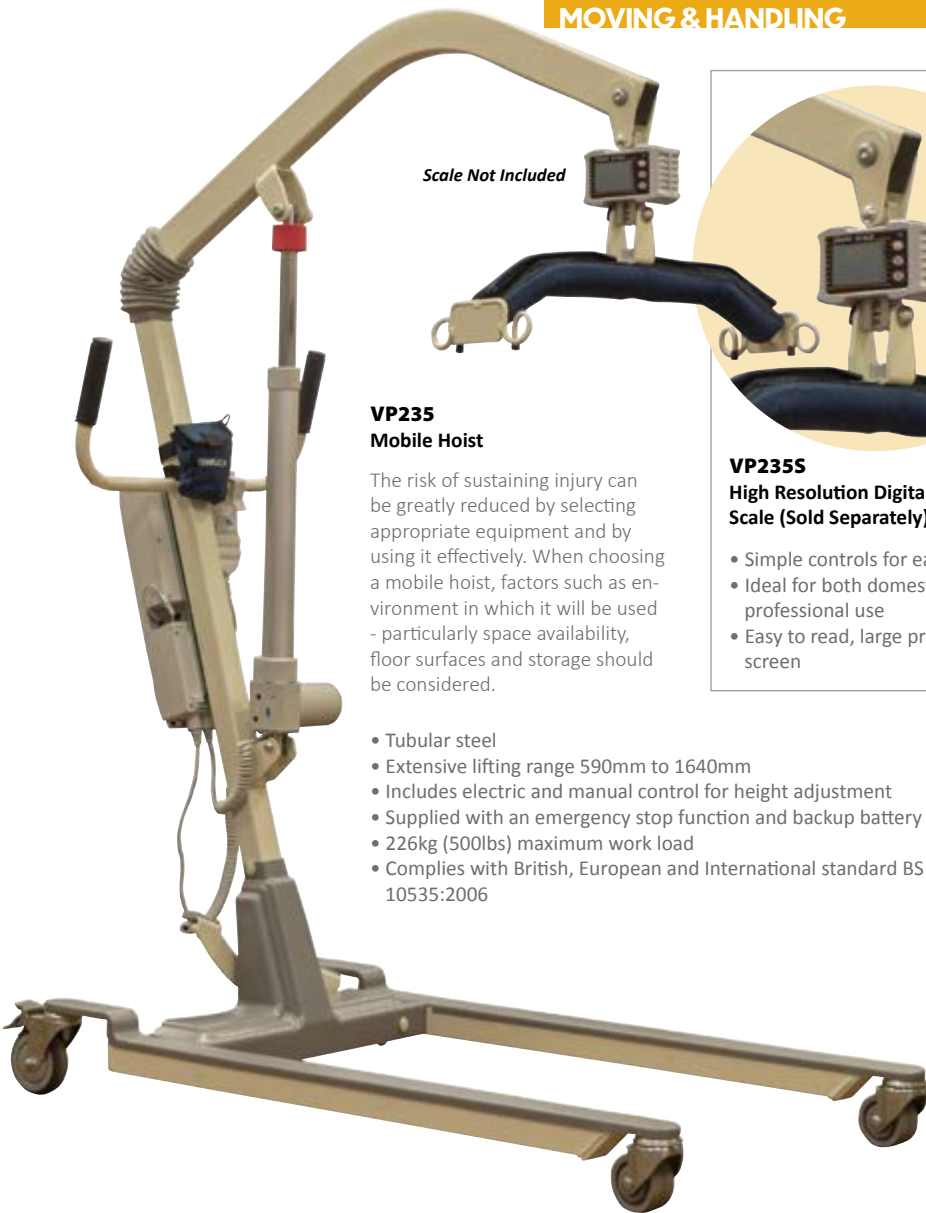 MOVING & HANDLING
Scale Not Included
VP235
Mobile Hoist
The risk of sustaining injury can
be greatly reduced by selecting
appropriate equipment and by
using it effectively. When choosing
a mobile hoist, factors such as en-
vironment in which it will be used
- particularly space availability,
floor surfaces and storage should
be considered.
• Tubular steel
• Extensive lifting range 590mm to 1640mm
• Includes electric and manual control for height adjustment
• Supplied with an emergency stop function and backup battery
• 226kg (500lbs) maximum work load
• Complies with British, European and International standard BS
10535:2006
VP235S
High Resolution
Scale (Sold Separately)
• Simple controls for
• Ideal for both
professional use
• Easy to read, large
screen